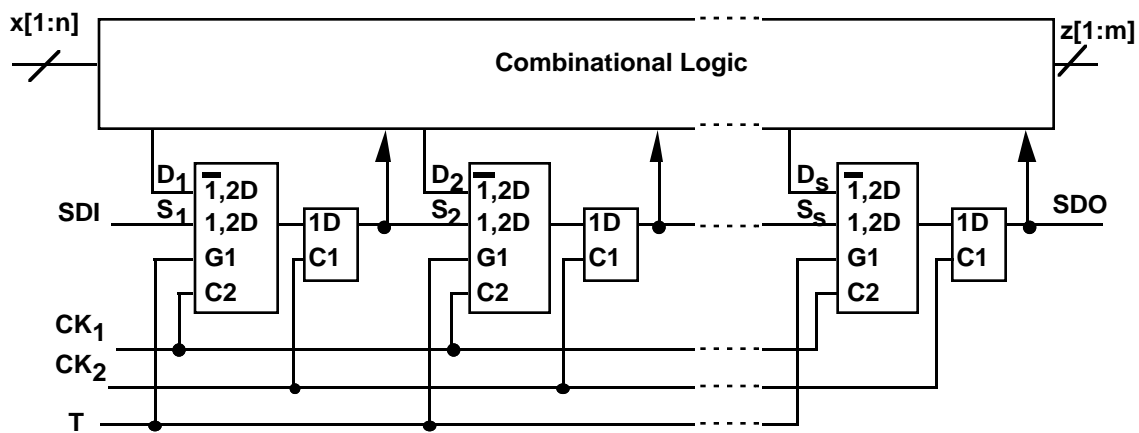 x[1:n]
z[1:m]
Combinational Logic
D1
1̅,2D
SDI
S1
1,2D
G1
C2
1D
C1
D2
1̅,2D
S2
1,2D
G1
C2
1D
C1
Ds
1̅,2D
Ss
1,2D
G1
C2
1D
C1
SDO
CK1
CK2
T